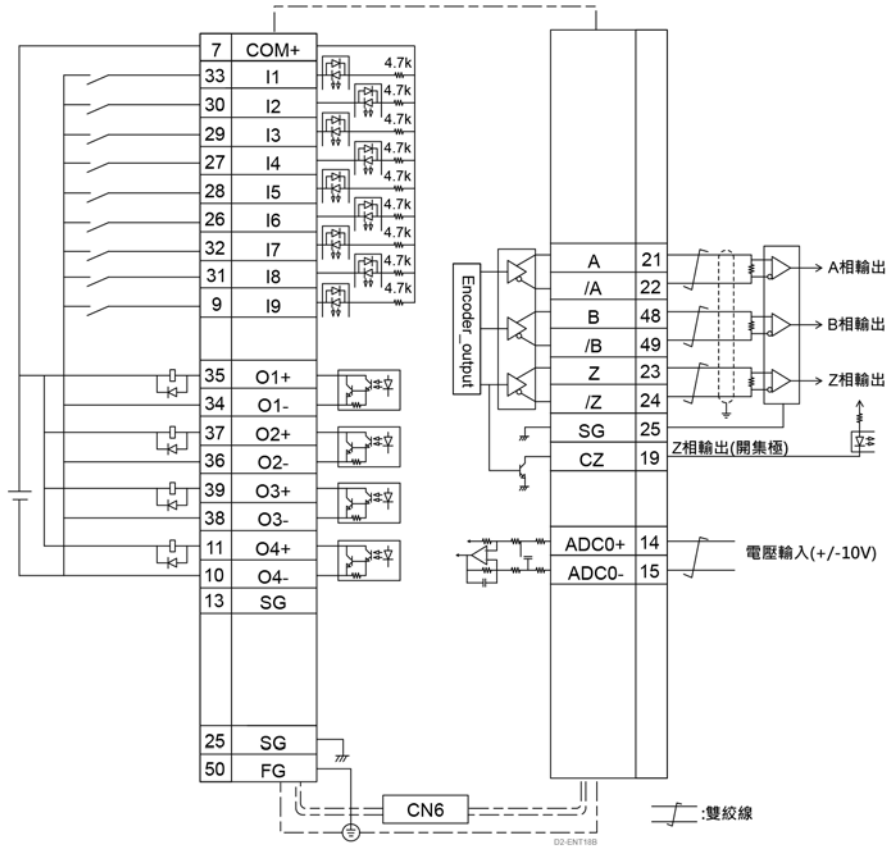 7 COM+
33 I1 4.7k
30 I2 4.7k
29 I3 4.7k
27 I4 4.7k
28 I5 4.7k
26 I6 4.7k
32 I7 4.7k
31 I8 4.7k
9 I9 4.7k
35 O1+
34 O1-
37 O2+
36 O2-
39 O3+
38 O3-
11 O4+
10 O4-
13 SG
25 SG
50 FG
CN6
Encoder_output
A 21
/A 22
A相輸出
B 48
/B 49
B相輸出
Z 23
/Z 24
Z相輸出
SG 25
CZ 19 Z相輸出(開集極)
ADC0+ 14
ADC0- 15
電壓輸入(+/-10V)
:雙絞線
D2-ENT18B